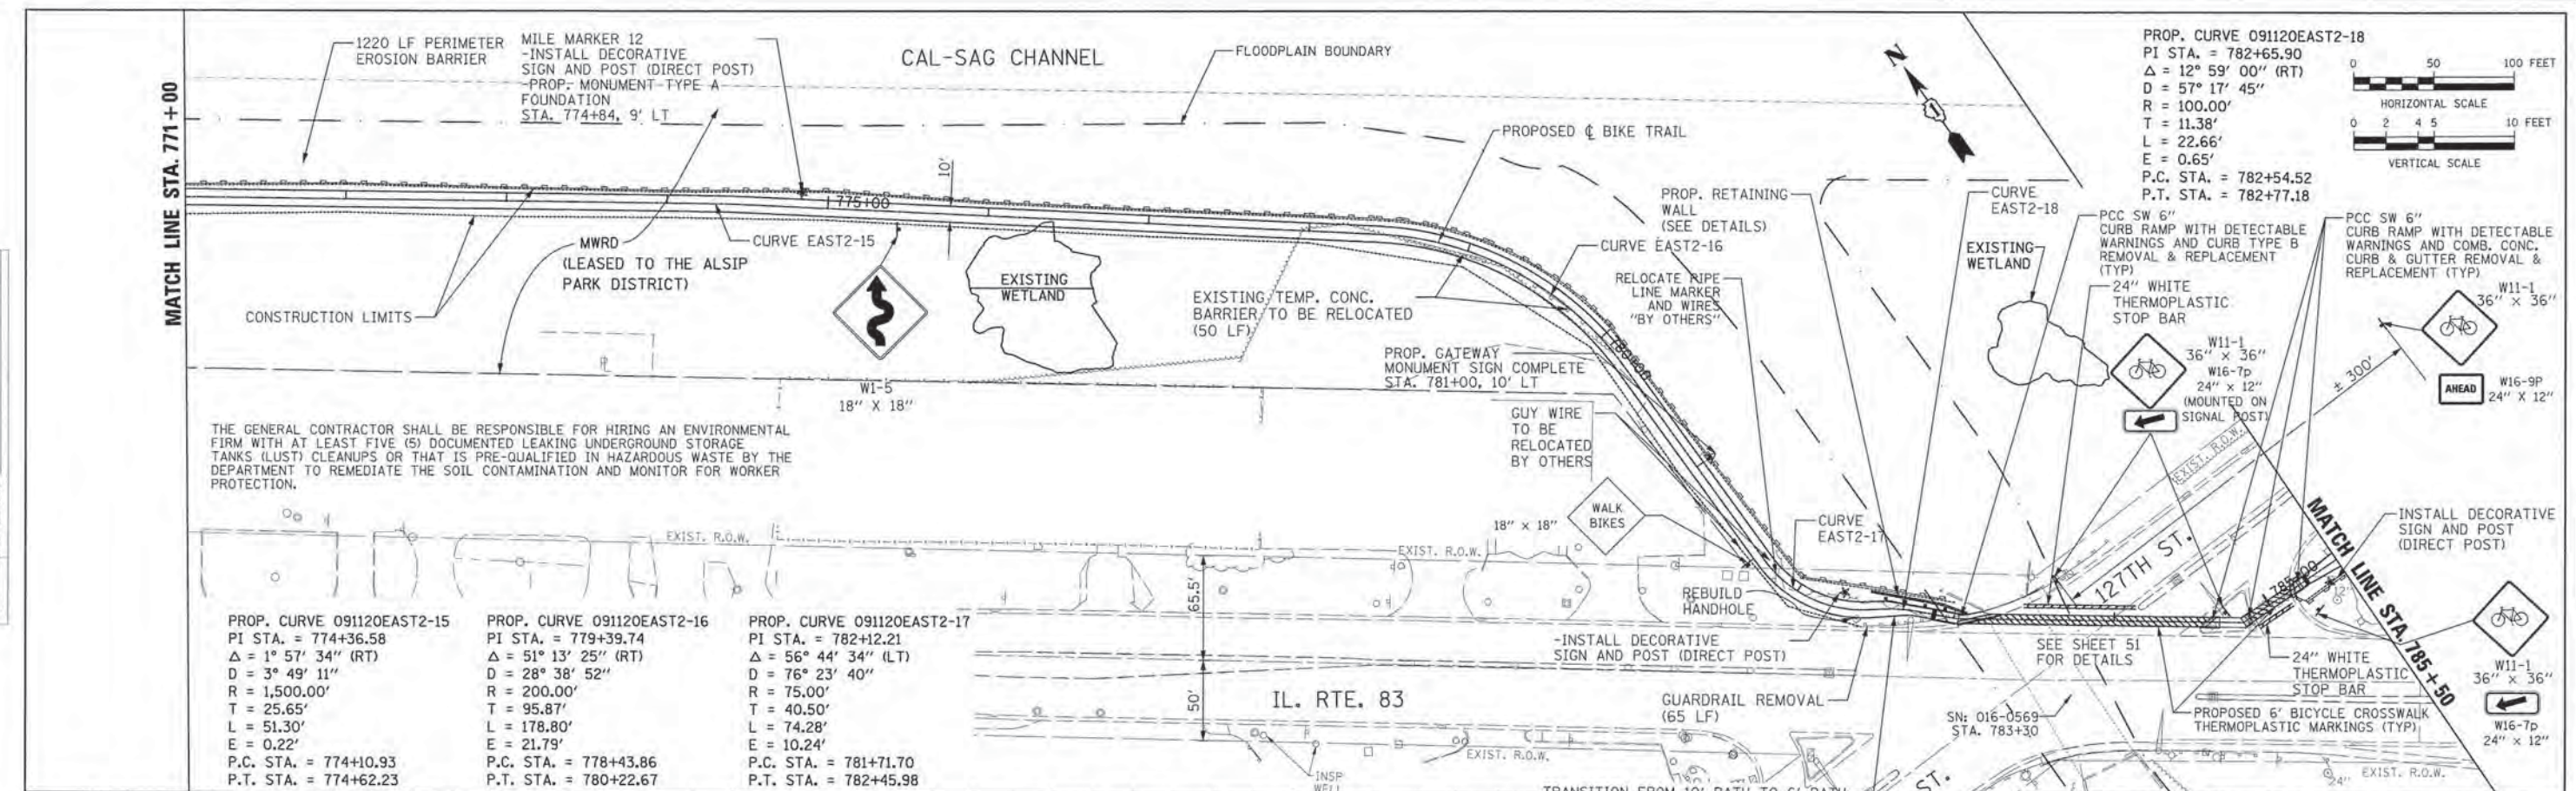 MATCH LINE STA. 771+00
1220 LF PERIMETER
EROSION BARRIER
MILE MARKER 12
-INSTALL DECORATIVE
SIGN AND POST (DIRECT POST)
-PROP. MONUMENT TYPE A
FOUNDATION
STA. 774+84, 9' LT
CAL-SAG CHANNEL
FLOODPLAIN BOUNDARY
N
PROP. CURVE 091120EAST2-18
PI STA. = 782+65.90
Δ = 12° 59' 00" (RT)
D = 57° 17' 45"
R = 100.00'
T = 11.38'
L = 22.66'
E = 0.65'
P.C. STA. = 782+54.52
P.T. STA. = 782+77.18
0 50 100 FEET
HORIZONTAL SCALE
0 2 4 5 10 FEET
VERTICAL SCALE
10'
775+00
PROPOSED ℄ BIKE TRAIL
PROP. RETAINING
WALL
(SEE DETAILS)
CURVE
EAST2-18
EXISTING
WETLAND
PCC SW 6"
CURB RAMP WITH DETECTABLE
WARNINGS AND CURB TYPE B
REMOVAL & REPLACEMENT
(TYP)
PCC SW 6"
CURB RAMP WITH DETECTABLE
WARNINGS AND COMB. CONC.
CURB & GUTTER REMOVAL &
REPLACEMENT (TYP)
24" WHITE
THERMOPLASTIC
STOP BAR
W11-1
36" X 36"
CURVE EAST2-15
MWRD
(LEASED TO THE ALSIP
PARK DISTRICT)
CONSTRUCTION LIMITS
EXISTING
WETLAND
CURVE EAST2-16
RELOCATE PIPE
LINE MARKER
AND WIRES
"BY OTHERS"
EXISTING TEMP. CONC.
BARRIER TO BE RELOCATED
(50 LF)
PROP. GATEWAY
MONUMENT SIGN COMPLETE
STA. 781+00, 10' LT
780+00
W11-1
36" X 36"
W16-7p
24" x 12"
(MOUNTED ON
SIGNAL POST)
± 300'
AHEAD
W16-9P
24" X 12"
W1-5
18" X 18"
THE GENERAL CONTRACTOR SHALL BE RESPONSIBLE FOR HIRING AN ENVIRONMENTAL
FIRM WITH AT LEAST FIVE (5) DOCUMENTED LEAKING UNDERGROUND STORAGE
TANKS (LUST) CLEANUPS OR THAT IS PRE-QUALIFIED IN HAZARDOUS WASTE BY THE
DEPARTMENT TO REMEDIATE THE SOIL CONTAMINATION AND MONITOR FOR WORKER
PROTECTION.
GUY WIRE
TO BE
RELOCATED
BY OTHERS
WALK
BIKES
18" x 18"
CURVE
EAST2-17
EXIST. R.O.W.
EXIST. R.O.W.
EXIST. R.O.W.
127TH ST.
785+00
MATCH LINE STA. 785+50
INSTALL DECORATIVE
SIGN AND POST
(DIRECT POST)
65.5'
50'
REBUILD
HANDHOLE
-INSTALL DECORATIVE
SIGN AND POST (DIRECT POST)
SEE SHEET 51
FOR DETAILS
24" WHITE
THERMOPLASTIC
STOP BAR
W11-1
36" X 36"
W16-7p
24" x 12"
IL. RTE. 83
GUARDRAIL REMOVAL
(65 LF)
SN: 016-0569
STA. 783+30
PROPOSED 6' BICYCLE CROSSWALK
THERMOPLASTIC MARKINGS (TYP)
PROP. CURVE 091120EAST2-15
PI STA. = 774+36.58
Δ = 1° 57' 34" (RT)
D = 3° 49' 11"
R = 1,500.00'
T = 25.65'
L = 51.30'
E = 0.22'
P.C. STA. = 774+10.93
P.T. STA. = 774+62.23
PROP. CURVE 091120EAST2-16
PI STA. = 779+39.74
Δ = 51° 13' 25" (RT)
D = 28° 38' 52"
R = 200.00'
T = 95.87'
L = 178.80'
E = 21.79'
P.C. STA. = 778+43.86
P.T. STA. = 780+22.67
PROP. CURVE 091120EAST2-17
PI STA. = 782+12.21
Δ = 56° 44' 34" (LT)
D = 76° 23' 40"
R = 75.00'
T = 40.50'
L = 74.28'
E = 10.24'
P.C. STA. = 781+71.70
P.T. STA. = 782+45.98
INSP
WELL
EXIST. R.O.W.
EXIST. R.O.W.
24"
ST.
TRANSITION FROM 10' PATH TO 6' PATH